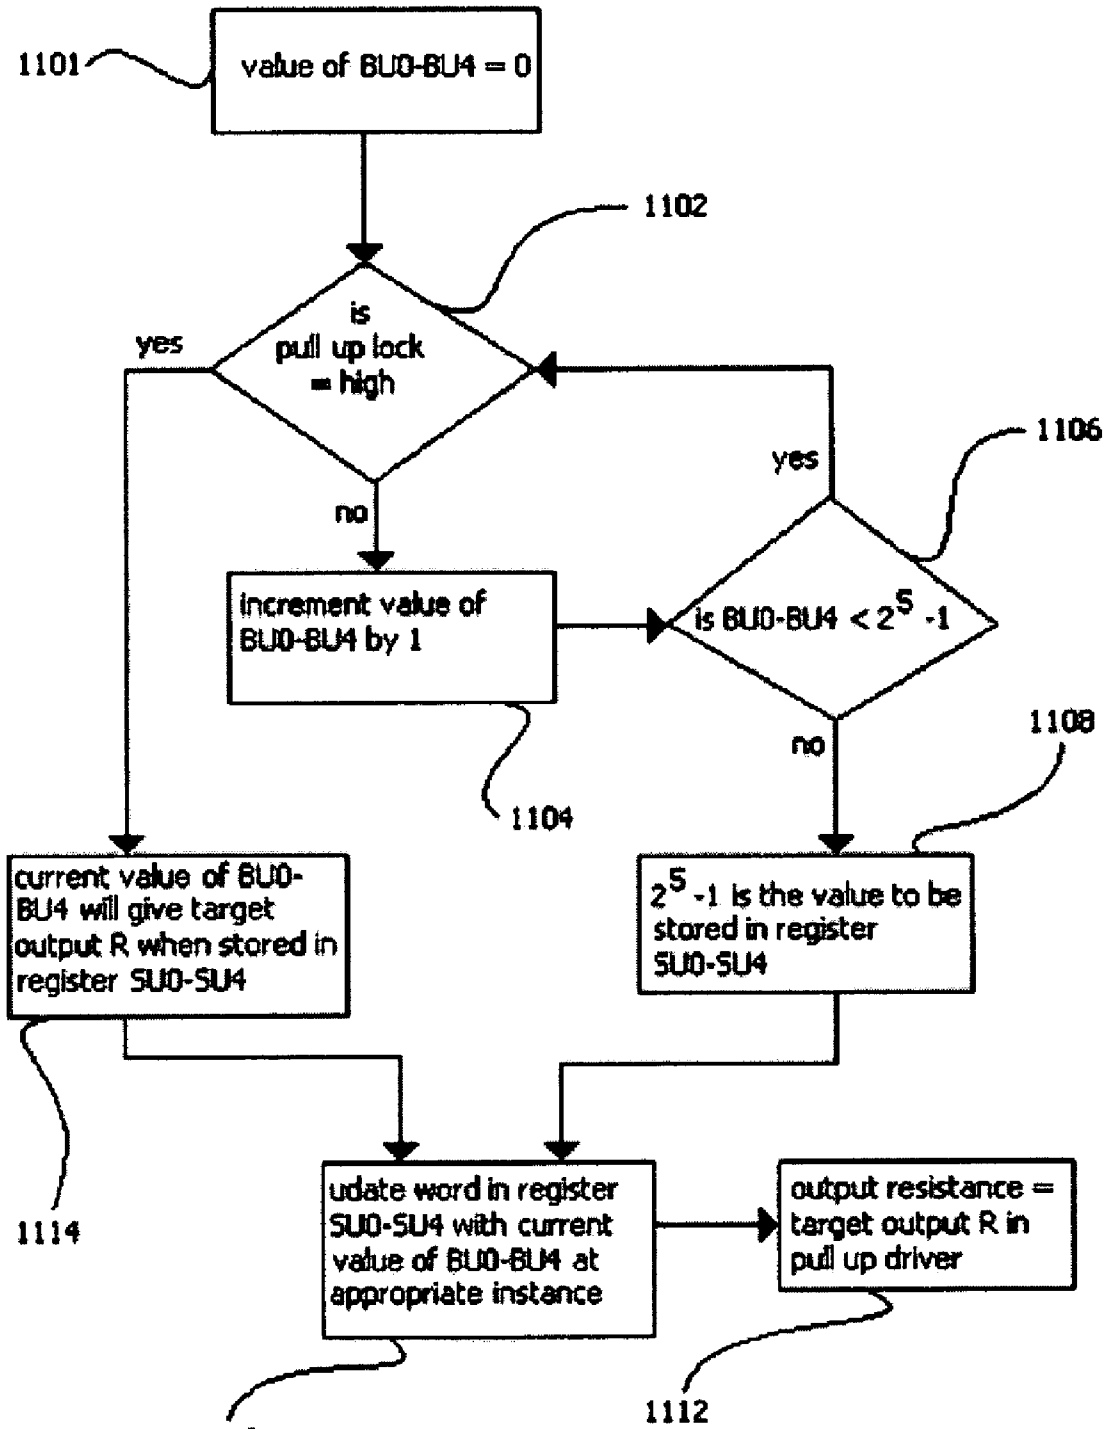 1101
value of BU0-BU4 = 0
1102
is
pull up lock
= high
yes
no
1106
yes
increment value of
BU0-BU4 by 1
is BU0-BU4 < 2^5 -1
1104
no
1108
current value of BU0-
BU4 will give target
output R when stored in
register SU0-SU4
2^5 -1 is the value to be
stored in register
SU0-SU4
1114
udate word in register
SU0-SU4 with current
value of BU0-BU4 at
appropriate instance
output resistance =
target output R in
pull up driver
1112